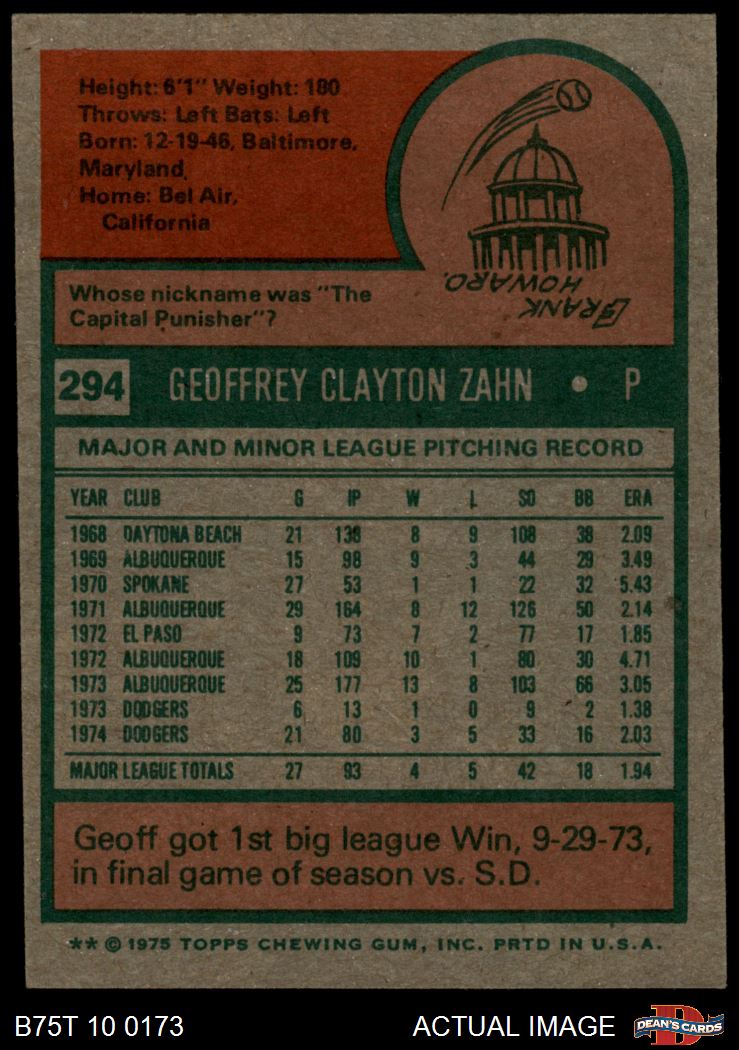 Height: 6'1" Weight: 180
Throws: Left Bats: Left
Born: 12-19-46, Baltimore,
Maryland
Home: Bel Air,
California
Whose nickname was "The
Capital Punisher"?
FRANK
HOWARD.
294 GEOFFREY CLAYTON ZAHN • P
MAJOR AND MINOR LEAGUE PITCHING RECORD
YEAR CLUB G IP W L SO BB ERA
1968 DAYTONA BEACH 21 138 8 9 108 38 2.09
1969 ALBUQUERQUE 15 98 9 3 44 29 3.49
1970 SPOKANE 27 53 1 1 22 32 5.43
1971 ALBUQUERQUE 29 164 8 12 126 50 2.14
1972 EL PASO 9 73 7 2 77 17 1.85
1972 ALBUQUERQUE 18 109 10 1 80 30 4.71
1973 ALBUQUERQUE 25 177 13 8 103 66 3.05
1973 DODGERS 6 13 1 0 9 2 1.38
1974 DODGERS 21 80 3 5 33 16 2.03
MAJOR LEAGUE TOTALS 27 93 4 5 42 18 1.94
Geoff got 1st big league Win, 9-29-73,
in final game of season vs. S.D.
** © 1975 TOPPS CHEWING GUM, INC. PRTD IN U.S.A.
B75T 10 0173 ACTUAL IMAGE D DEAN'S CARDS